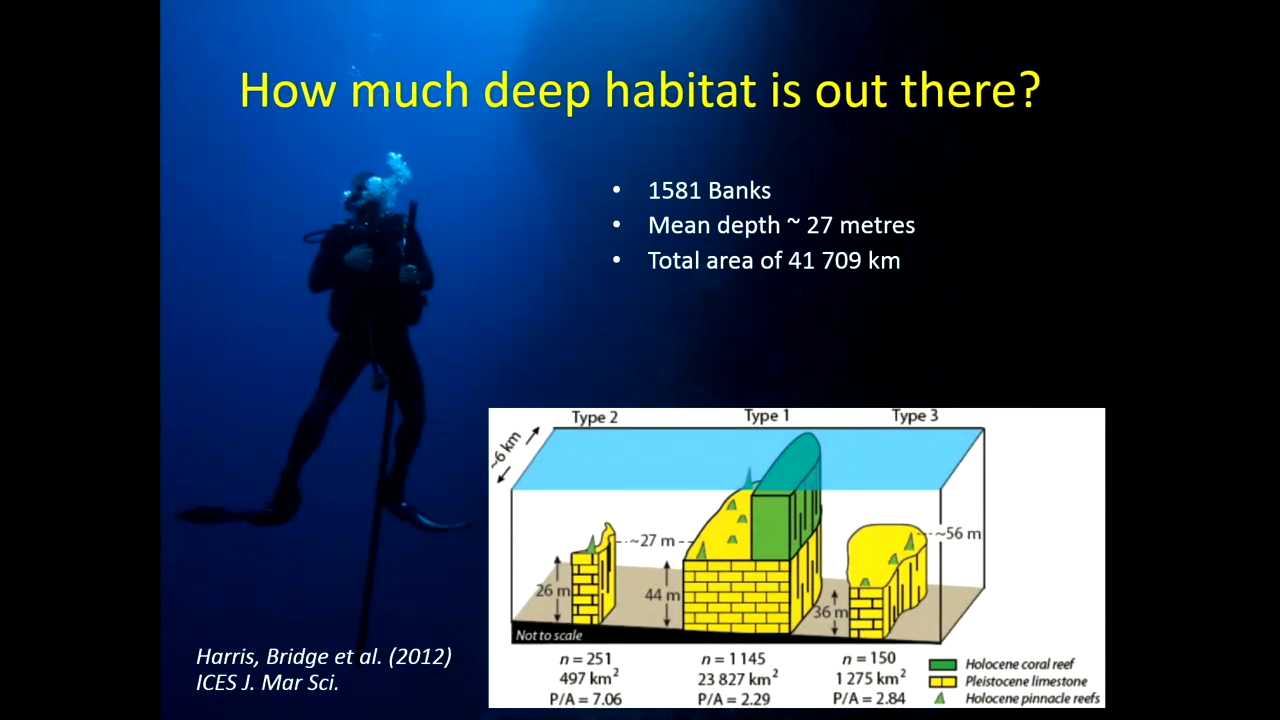 How much deep habitat is out there?
• 1581 Banks
• Mean depth ~ 27 metres
• Total area of 41 709 km
Type 2 Type 1 Type 3
~6 km
~27 m
~56 m
26 m
44 m
36 m
Not to scale
n = 251 n = 1 145 n = 150
497 km² 23 827 km² 1 275 km²
P/A = 7.06 P/A = 2.29 P/A = 2.84
Holocene coral reef
Pleistocene limestone
Holocene pinnacle reefs
Harris, Bridge et al. (2012)
ICES J. Mar Sci.